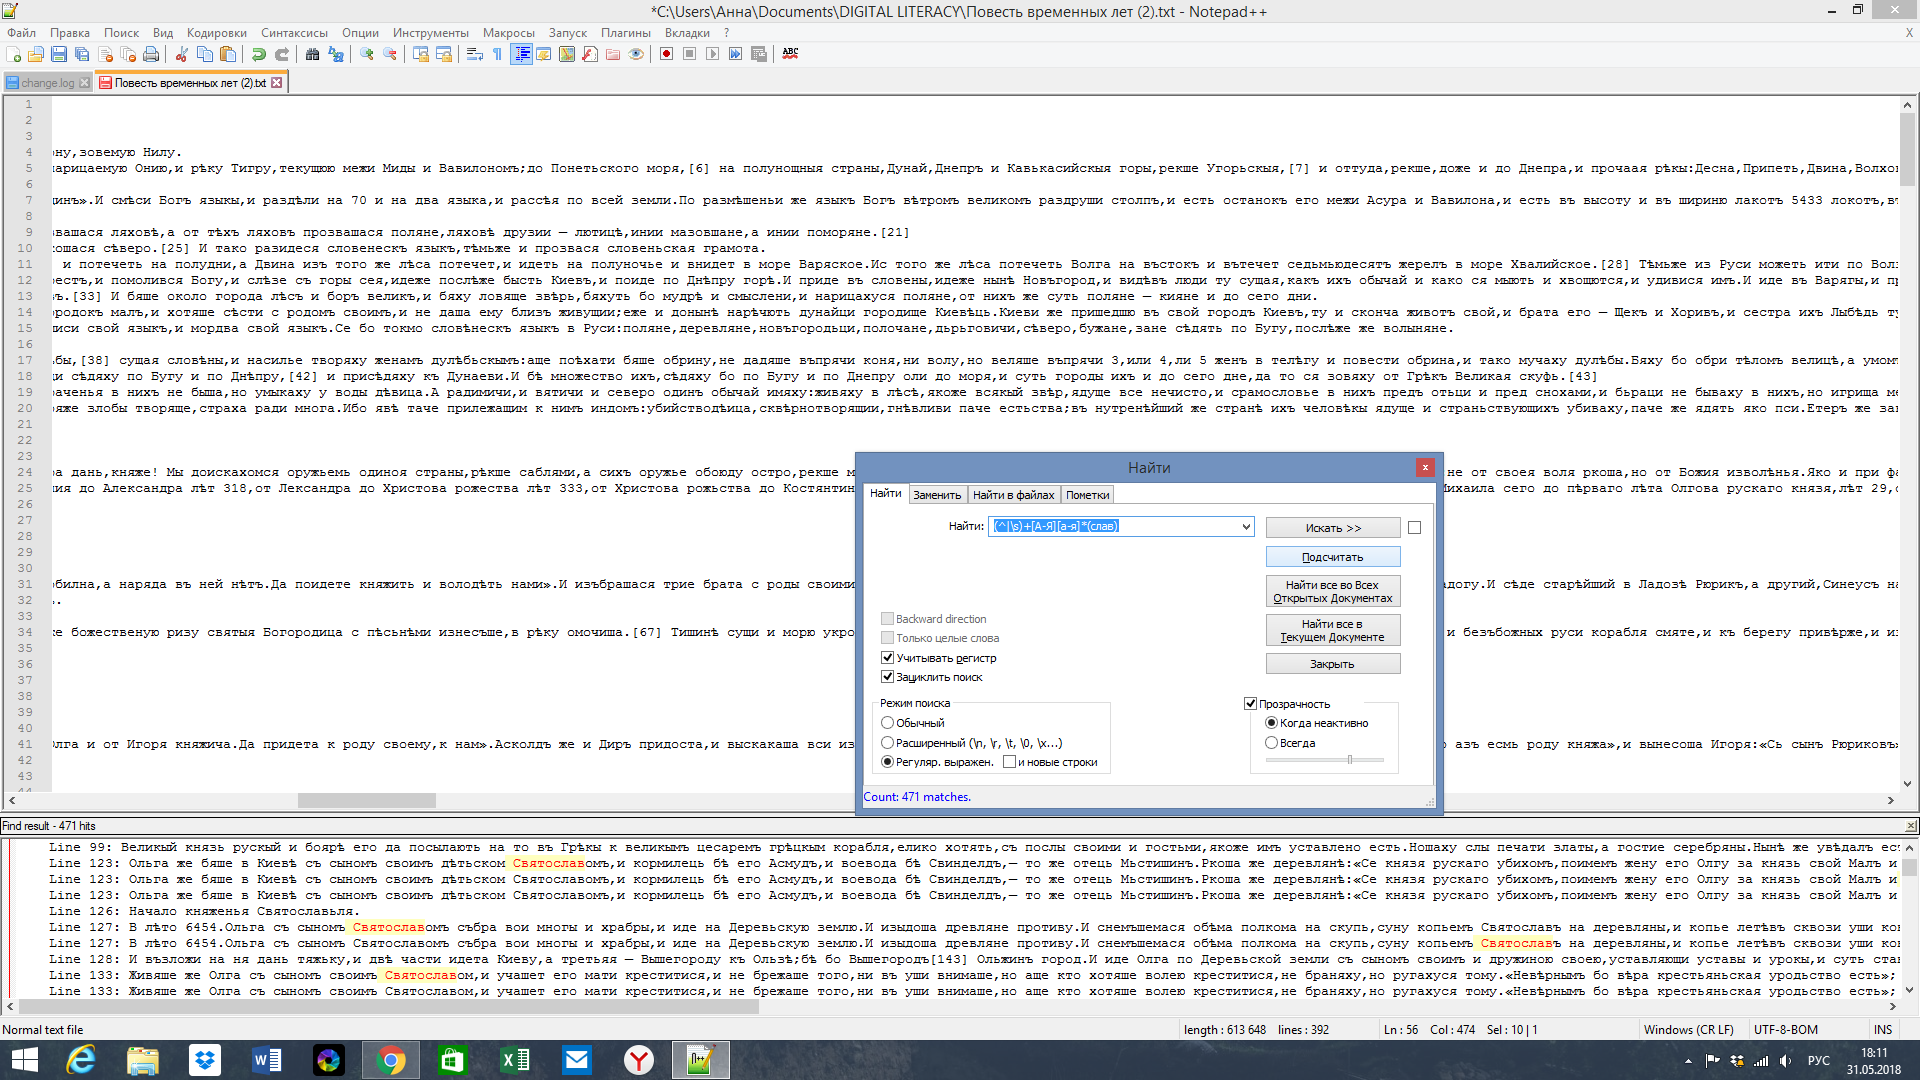 *C:\Users\Анна\Documents\DIGITAL LITERACY\Повесть временных лет (2).txt - Notepad++
Файл Правка Поиск Вид Кодировки Синтаксисы Опции Инструменты Макросы Запуск Плагины Вкладки ? X
change.log Повесть временных лет (2).txt
1
2
3
4 ну,зовемую Нилу.
5 арицаемую Онию,и рѣку Тигру,текущюю межи Миды и Вавилономъ;до Понетьского моря,[6] на полунощныя страны,Дунай,Днепръ и Кавькасийскыя горы,рекше Угорьскыя,[7] и оттуда,рекше,доже и до Днепра,и прочаая рѣкы:Десна,Припеть,Двина,Волхо
6
7 инъ».И смѣси Богъ языкы,и раздѣли на 70 и на два языка,и рассѣя по всей земли.По размѣшеньи же языкъ Богъ вѣтромъ великомъ раздруши столпъ,и есть останокъ его межи Асура и Вавилона,и есть въ высоту и въ ширину лакотъ 5433 локотъ,въ
8
9 вашася ляховѣ,а от тѣхъ ляховъ прозвашася поляне,ляховѣ друзии — лютицѣ,инии мазовшане,а инии поморяне.[21]
10 ошася сѣверо.[25] И тако разидеся словенескъ языкъ,тѣмьже и прозвася словеньская грамота.
11 и потечеть на полудни,а Двина изъ того же лѣса потечет,и идеть на полуночье и внидет в море Варяское.Ис того же лѣса потечеть Волга на въстокъ и вътечет седьмьюдесятъ жерелъ в море Хвалийское.[28] Тѣмьже из Руси можеть ити по Вол
12 есть,и помолився Богу,и слѣзе съ горы сея,идеже послѣже бысть Киевъ,и поиде по Днѣпру горѣ.И приде въ словены,идеже нынѣ Новъгород,и видѣвъ люди ту сущая,какъ ихъ обычай и како ся мыють и хвощются,и удивися имъ.И иде въ Варягы,и п
13 ъ.[33] И бяше около города лѣсъ и боръ великъ,и бяху ловяще звѣрь,бяхуть бо мудрѣ и смыслени,и нарицахуся поляне,от нихъ же суть поляне — кияне и до сего дни.
14 ородокъ малъ,и хотяше сѣсти с родомъ своимъ,и не даша ему близъ живущии;еже и донынѣ нарѣчють дунайци городище Киевѣць.Киеви же пришедшю въ свой городъ Киевъ,ту и сконча животъ свой,и брата его — Щекъ и Хоривъ,и сестра ихъ Лыбѣдь ту
15 иси свой языкъ,и мордва свой языкъ.Се бо токмо словѣнескъ языкъ в Руси:поляне,деревляне,новъгородьци,полочане,дьрьговичи,сѣверо,бужане,зане сѣдять по Бугу,послѣже же волыняне.
16
17 бы,[38] сущая словѣны,и насилье творяху женамъ дулѣбьскымъ:аще поѣхати бяше обрину,не дадяше въпрячи коня,ни волу,но веляше въпрячи 3,или 4,ли 5 женъ в телѣгу и повести обрина,и тако мучаху дулѣбы.Бяху бо обри тѣломъ велицѣ,а умом
18 и сѣдяху по Бугу и по Днѣпру,[42] и присѣдяху къ Дунаеви.И бѣ множество ихъ,сѣдяху бо по Бугу и по Днепру оли до моря,и суть городы ихъ и до сего дне,да то ся зовяху от Грѣкъ Великая скуфь.[43]
19 раченья в нихъ не быша,но умыкаху у воды дѣвица.А радимичи,и вятичи и северо одинъ обычай имяху:живяху в лѣсѣ,якоже всякый звѣр,ядуще все нечисто,и срамословье в нихъ предъ отьци и пред снохами,и бьраци не бываху в нихъ,но игрища ме
20 яже злобы творяще,страха ради многа.Ибо явѣ таче прилежащим к нимъ индомъ:убийстводѣица,сквѣрнотворящии,гнѣвливи паче естьства;въ нутренѣйший же странѣ ихъ человѣкы ядуще и страньствующихъ убиваху,паче же ядять яко пси.Етеръ же за
21
22
23
24 а дань,княже! Мы доискахомся оружьемь одиноя страны,рѣкше саблями,а сихъ оружье обоюду остро,рекше м не от своея воля ркоша,но от Божия изволѣнья.Яко и при фа
25 ия до Александра лѣт 318,от Лександра до Христова рожества лѣт 333,от Христова рожьства до Костянтин Михаила сего до пѣрваго лѣта Олгова рускаго князя,лѣт 29,
26
27
28
29
30
31 обилна,а наряда въ ней нѣтъ.Да поидете княжить и володѣть нами».И изъбрашася трие брата с роды своими адогу.И сѣде старѣйший в Ладозѣ Рюрикъ,а другий,Синеусъ на
32 ь.
33
34 ке божественую ризу святыя Богородица с пѣсьнѣми изнесъше,в рѣку омочиша.[67] Тишинѣ сущи и морю укро и безъбожных руси корабля смяте,и къ берегу привѣрже,и из
35
36
37
38
39
40
41 Олга и от Игоря княжича.Да придета к роду своему,к нам».Асколдъ же и Диръ придоста,и выскакаша вси из о азъ есмь роду княжа»,и вынесоша Игоря:«Сь сынъ Рюриковъ»
42
43
44
Найти
Найти Заменить Найти в файлах Пометки
Найти: (^|\s)+[А-Я][а-я]*(слав)
Искать >>
Подсчитать
Найти все во Всех
Открытых Документах
Найти все в
Текущем Документе
Закрыть
Backward direction
Только целые слова
Учитывать регистр
Зациклить поиск
Режим поиска
Обычный
Расширенный (\n, \r, \t, \0, \x...)
Регуляр. выражен. и новые строки
Прозрачность
Когда неактивно
Всегда
Count: 471 matches.
Find result - 471 hits
Line 99: Великый князь рускый и боярѣ его да посылають на то въ Грѣкы к великымъ цесаремъ грѣцкым корабля,елико хотять,съ послы своими и гостьми,якоже имъ уставлено есть.Ношаху слы печати златы,а гостие серебряны.Нынѣ же увѣдалъ ес
Line 123: Ольга же бяше в Киевѣ съ сыномъ своимъ дѣтьском Святославомъ,и кормилець бѣ его Асмудъ,и воевода бѣ Свинделдъ,— то же отець Мьстишинъ.Ркоша же деревлянѣ:«Се князя рускаго убихомъ,поимемъ жену его Олгу за князь свой Малъ и
Line 123: Ольга же бяше в Киевѣ съ сыномъ своимъ дѣтьском Святославомъ,и кормилець бѣ его Асмудъ,и воевода бѣ Свинделдъ,— то же отець Мьстишинъ.Ркоша же деревлянѣ:«Се князя рускаго убихомъ,поимемъ жену его Олгу за князь свой Малъ и
Line 123: Ольга же бяше в Киевѣ съ сыномъ своимъ дѣтьском Святославомъ,и кормилець бѣ его Асмудъ,и воевода бѣ Свинделдъ,— то же отець Мьстишинъ.Ркоша же деревлянѣ:«Се князя рускаго убихомъ,поимемъ жену его Олгу за князь свой Малъ и
Line 126: Начало княженья Святославьля.
Line 127: В лѣто 6454.Ольга съ сыномъ Святославомъ събра вои многы и храбры,и иде на Деревьскую землю.И изыдоша древляне противу.И снемъшемася обѣма полкома на скупь,суну копьемъ Святославъ на деревляны,и копье летѣвъ сквози уши ко
Line 127: В лѣто 6454.Ольга съ сыномъ Святославомъ събра вои многы и храбры,и иде на Деревьскую землю.И изыдоша древляне противу.И снемъшемася обѣма полкома на скупь,суну копьемъ Святославъ на деревляны,и копье летѣвъ сквози уши ко
Line 128: И възложи на ня дань тяжьку,и двѣ части идета Киеву,а третьяя — Вышегороду къ Ользѣ;бѣ бо Вышегородъ[143] Ольжинъ город.И иде Олга по Деревьской земли съ сыномъ своимъ и дружиною своею,уставляющи уставы и урокы,и суть ста
Line 133: Живяше же Олга съ сыномъ своимъ Святославом,и учашет его мати креститися,и не брежаше того,ни въ уши внимаше,но аще кто хотяше волею креститися,не браняху,но ругахуся тому.«Невѣрнымъ бо вѣра крестьяньская уродьство есть»;
Line 133: Живяше же Олга съ сыномъ своимъ Святославом,и учашет его мати креститися,и не брежаше того,ни въ уши внимаше,но аще кто хотяше волею креститися,не браняху,но ругахуся тому.«Невѣрнымъ бо вѣра крестьяньская уродьство есть»;
Normal text file length : 613 648 lines : 392 Ln : 56 Col : 474 Sel : 10 | 1 Windows (CR LF) UTF-8-BOM INS
РУС 18:11
31.05.2018